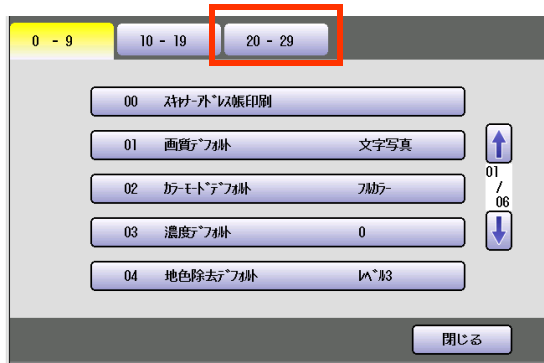 0 - 9 10 - 19 20 - 29
00 ｽｷｬﾅｰｱﾄﾞﾚｽ帳印刷
01 画質ﾃﾞﾌｫﾙﾄ 文字写真
02 ｶﾗｰﾓｰﾄﾞﾃﾞﾌｫﾙﾄ ﾌﾙｶﾗｰ
03 濃度ﾃﾞﾌｫﾙﾄ 0
04 地色除去ﾃﾞﾌｫﾙﾄ ﾚﾍﾞﾙ3
01
/
06
閉じる